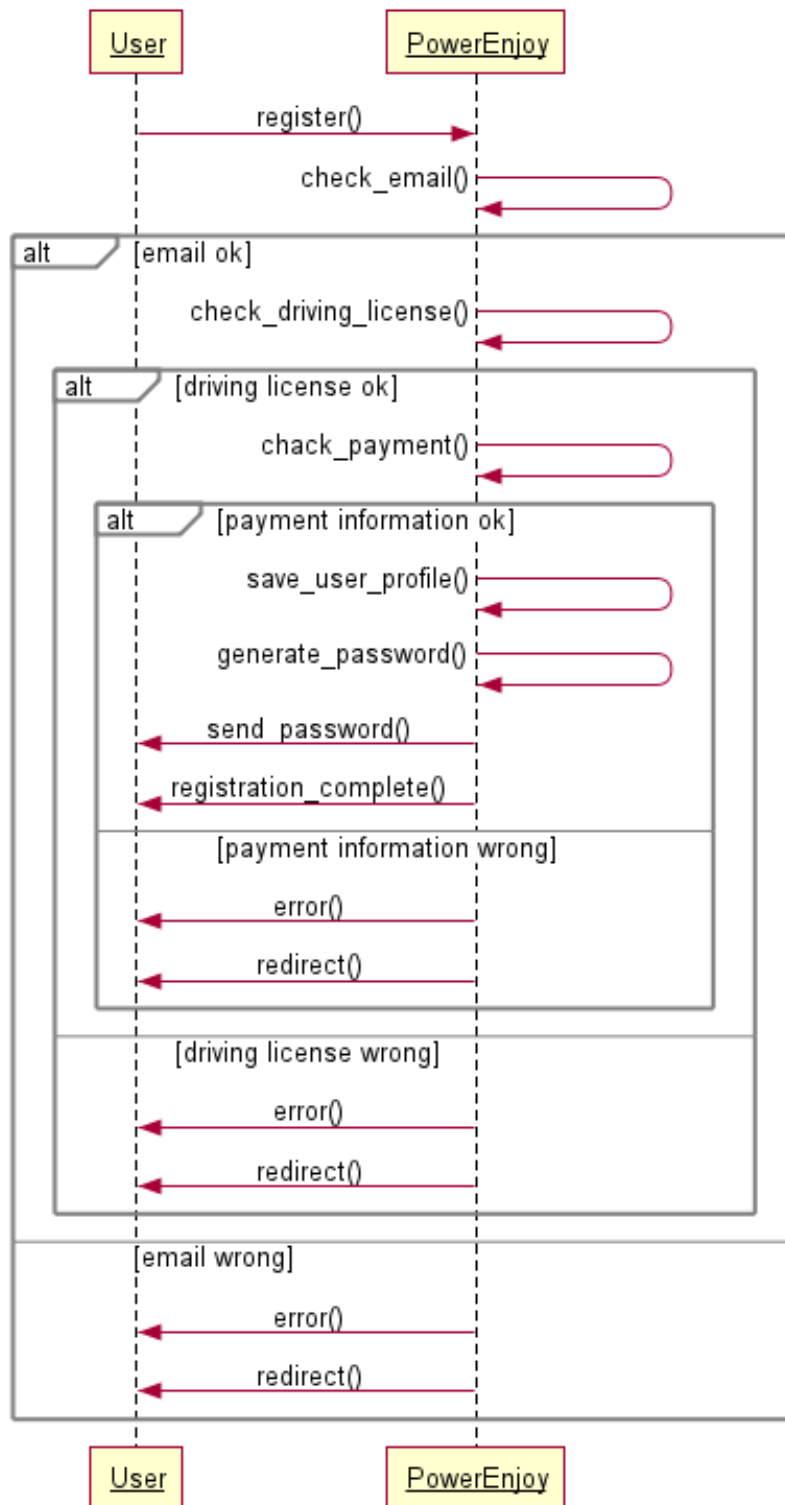 User PowerEnjoy
register()
check_email()
alt [email ok]
check_driving_license()
alt [driving license ok]
chack_payment()
alt [payment information ok]
save_user_profile()
generate_password()
send_password()
registration_complete()
[payment information wrong]
error()
redirect()
[driving license wrong]
error()
redirect()
[email wrong]
error()
redirect()
User PowerEnjoy